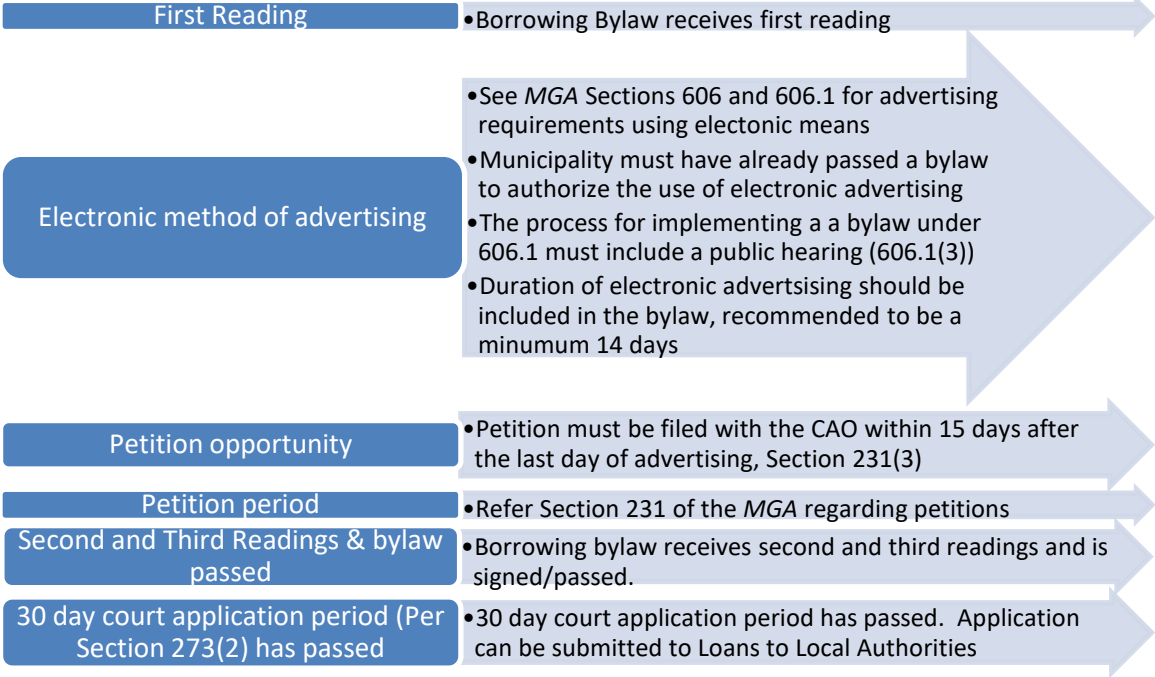 First Reading
•Borrowing Bylaw receives first reading
Electronic method of advertising
•See MGA Sections 606 and 606.1 for advertising
requirements using electonic means
•Municipality must have already passed a bylaw
to authorize the use of electronic advertising
•The process for implementing a a bylaw under
606.1 must include a public hearing (606.1(3))
•Duration of electronic advertsising should be
included in the bylaw, recommended to be a
minumum 14 days
Petition opportunity
•Petition must be filed with the CAO within 15 days after
the last day of advertising, Section 231(3)
Petition period
•Refer Section 231 of the MGA regarding petitions
Second and Third Readings & bylaw
passed
•Borrowing bylaw receives second and third readings and is
signed/passed.
30 day court application period (Per
Section 273(2) has passed
•30 day court application period has passed.  Application
can be submitted to Loans to Local Authorities